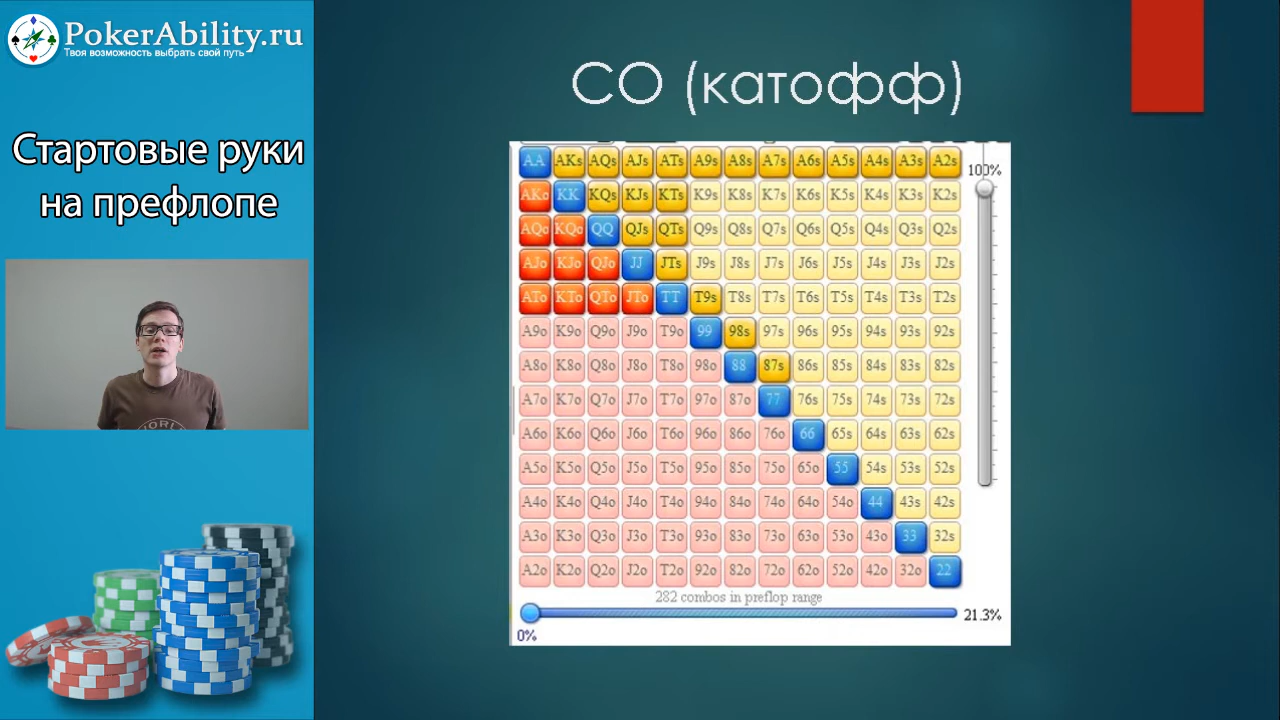 PokerAbility.ru
Твоя возможность выбрать свой путь
Стартовые руки
на префлопе
CO (катофф)
AA AKs AQs AJs ATs A9s A8s A7s A6s A5s A4s A3s A2s
100%
AKo KK KQs KJs KTs K9s K8s K7s K6s K5s K4s K3s K2s
AQo KQo QQ QJs QTs Q9s Q8s Q7s Q6s Q5s Q4s Q3s Q2s
AJo KJo QJo JJ JTs J9s J8s J7s J6s J5s J4s J3s J2s
ATo KTo QTo JTo TT T9s T8s T7s T6s T5s T4s T3s T2s
A9o K9o Q9o J9o T9o 99 98s 97s 96s 95s 94s 93s 92s
A8o K8o Q8o J8o T8o 98o 88 87s 86s 85s 84s 83s 82s
A7o K7o Q7o J7o T7o 97o 87o 77 76s 75s 74s 73s 72s
A6o K6o Q6o J6o T6o 96o 86o 76o 66 65s 64s 63s 62s
A5o K5o Q5o J5o T5o 95o 85o 75o 65o 55 54s 53s 52s
A4o K4o Q4o J4o T4o 94o 84o 74o 64o 54o 44 43s 42s
A3o K3o Q3o J3o T3o 93o 83o 73o 63o 53o 43o 33 32s
A2o K2o Q2o J2o T2o 92o 82o 72o 62o 52o 42o 32o 22
282 combos in preflop range
21.3%
0%